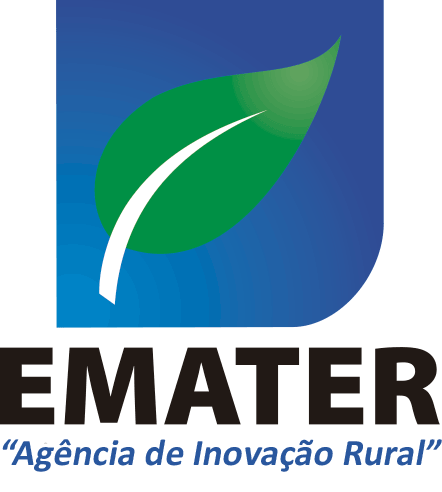 EMATER
“Agência de Inovação Rural”